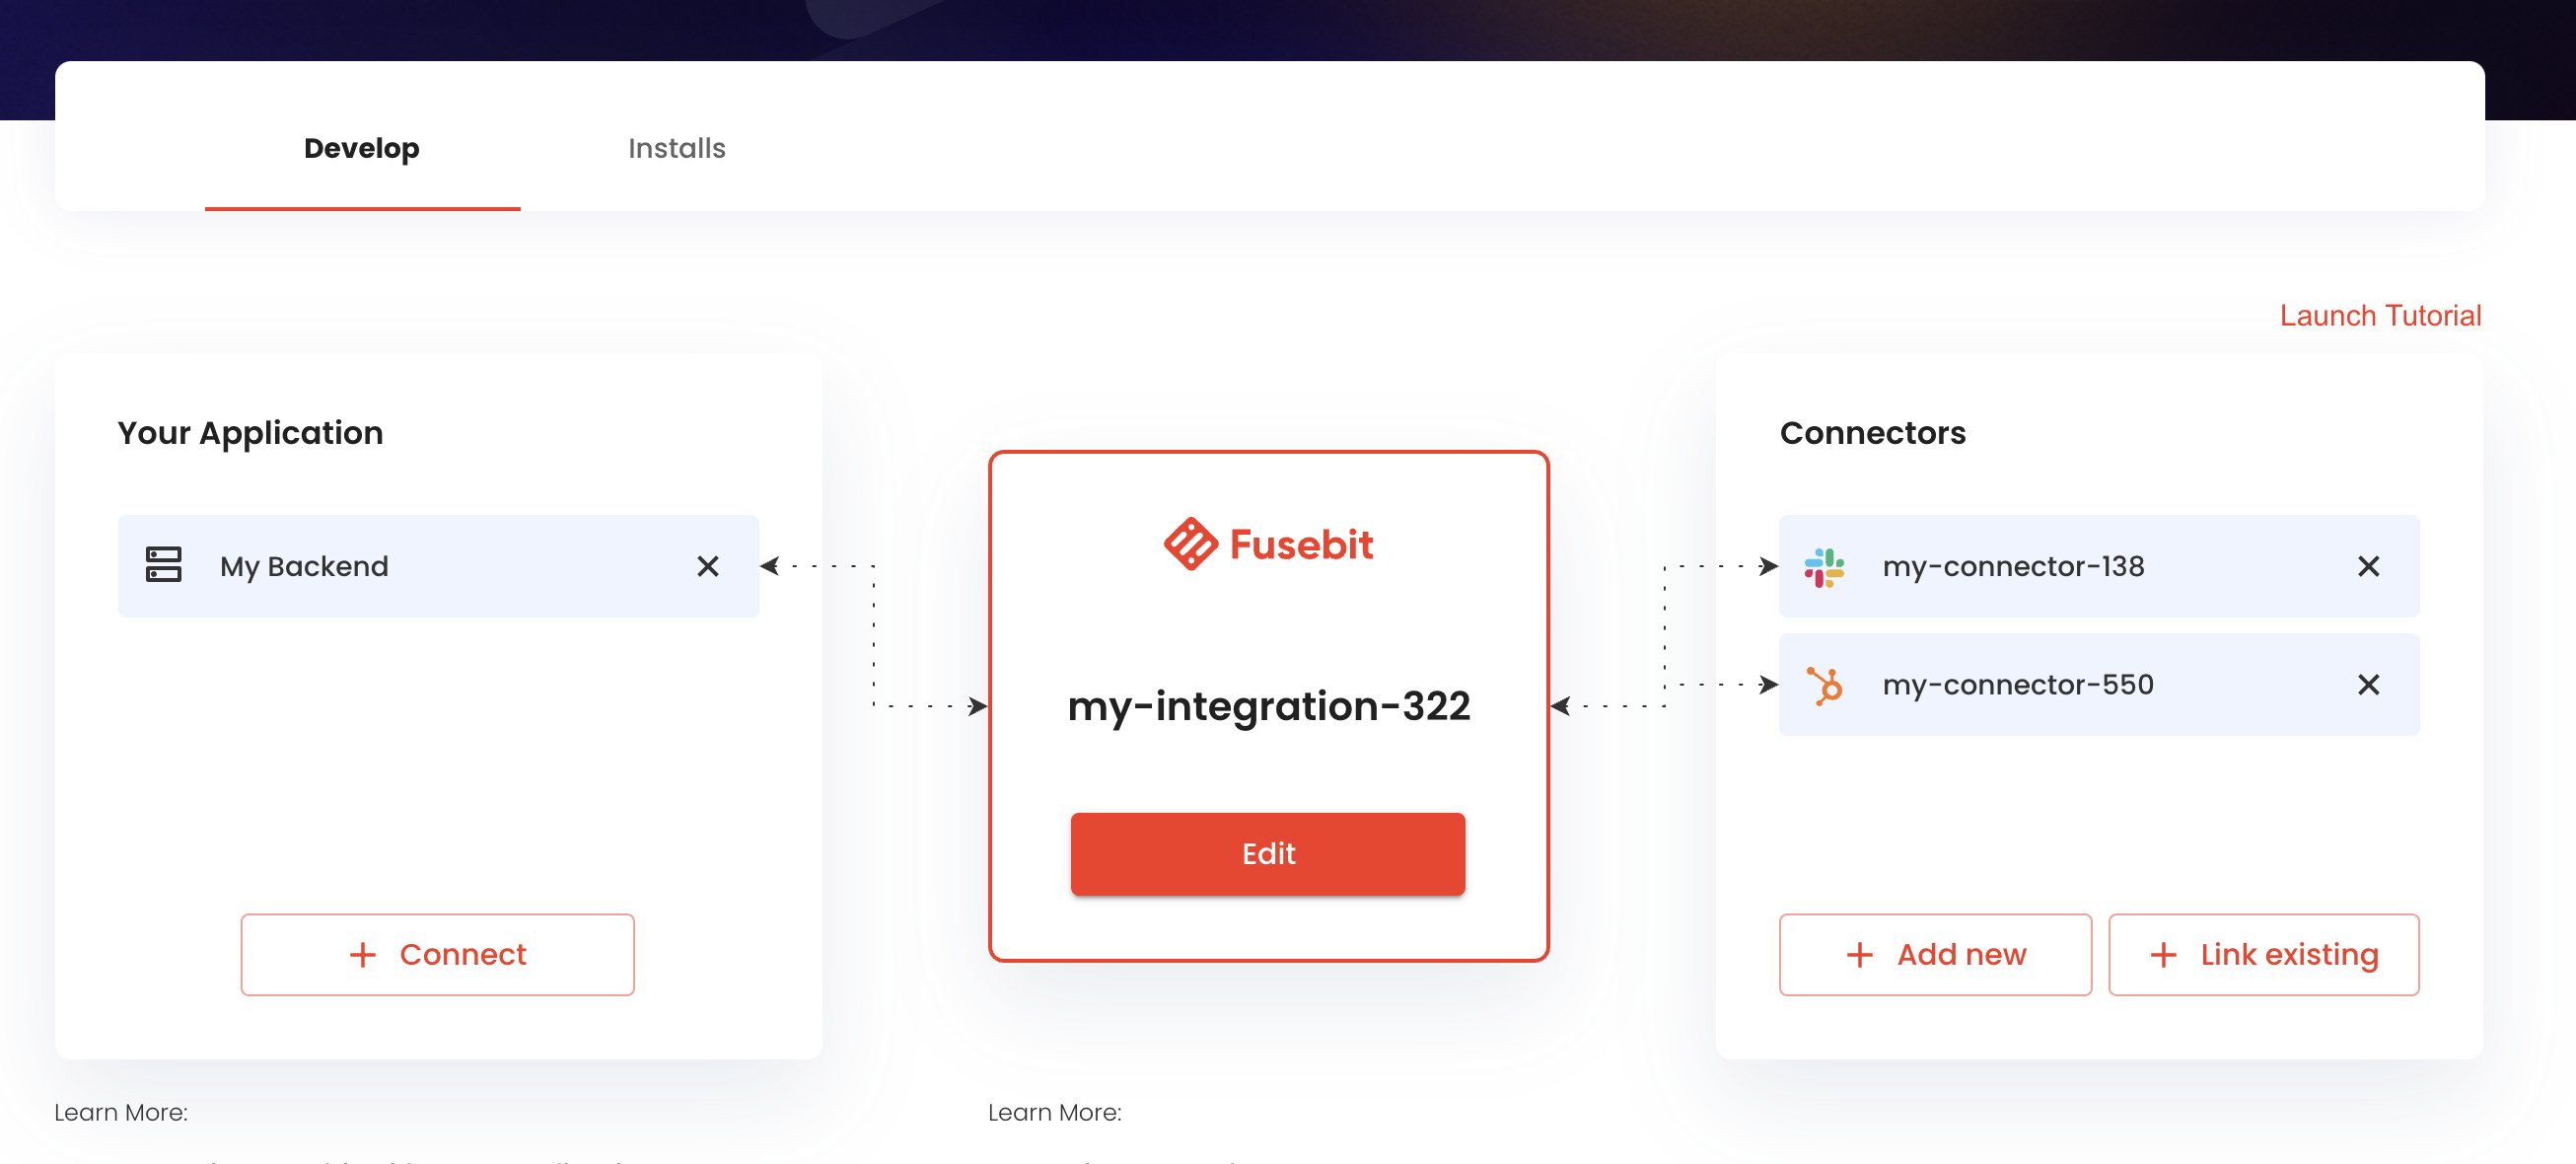 Develop
Installs
Launch Tutorial
Your Application
My Backend
Connect
Fusebit
my-integration-322
Edit
Connectors
my-connector-138
my-connector-550
Add new
Link existing
Learn More:
Learn More: